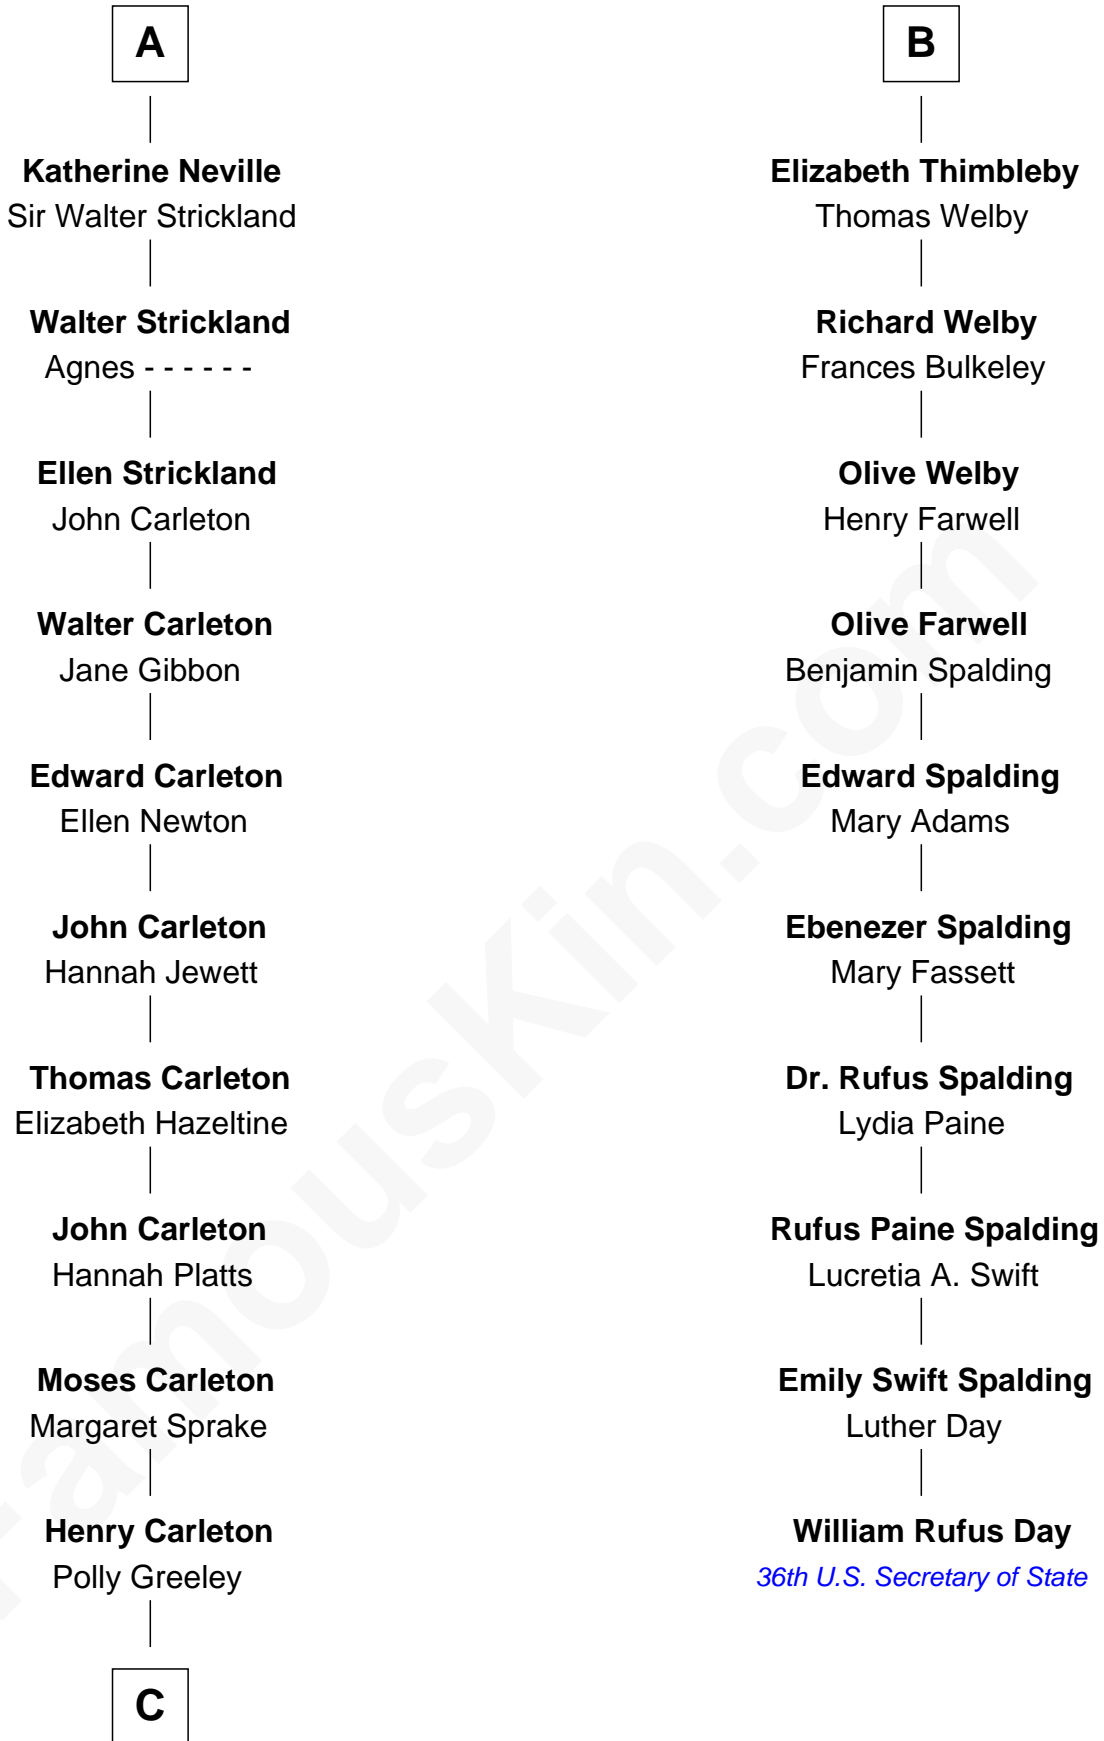 A
Katherine Neville
Sir Walter Strickland
Walter Strickland
Agnes - - - - - -
Ellen Strickland
John Carleton
Walter Carleton
Jane Gibbon
Edward Carleton
Ellen Newton
John Carleton
Hannah Jewett
Thomas Carleton
Elizabeth Hazeltine
John Carleton
Hannah Platts
Moses Carleton
Margaret Sprake
Henry Carleton
Polly Greeley
C
B
Elizabeth Thimbleby
Thomas Welby
Richard Welby
Frances Bulkeley
Olive Welby
Henry Farwell
Olive Farwell
Benjamin Spalding
Edward Spalding
Mary Adams
Ebenezer Spalding
Mary Fassett
Dr. Rufus Spalding
Lydia Paine
Rufus Paine Spalding
Lucretia A. Swift
Emily Swift Spalding
Luther Day
William Rufus Day
36th U.S. Secretary of State
FamousKin.com